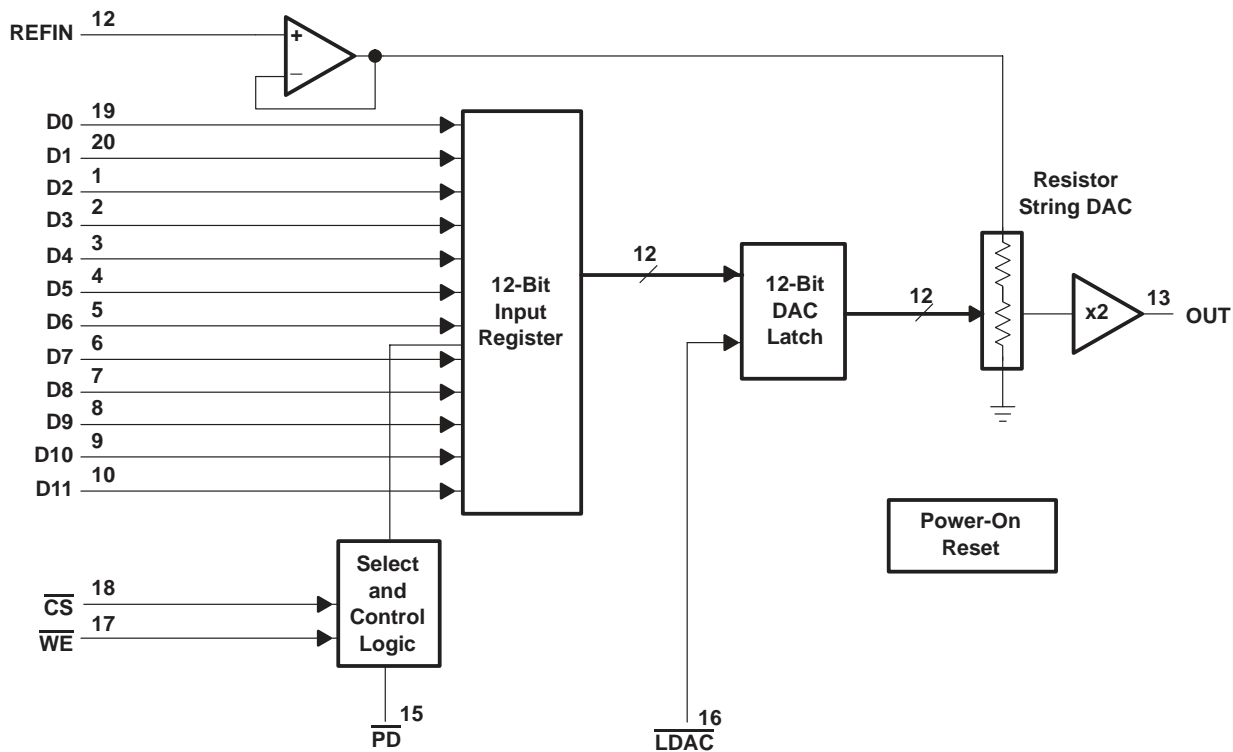 REFIN 12
+
−
D0 19
D1 20
D2 1
D3 2
D4 3
D5 4
D6 5
D7 6
D8 7
D9 8
D10 9
D11 10
12-Bit
Input
Register
12
12-Bit
DAC
Latch
12
Resistor
String DAC
x2
13
OUT
Power-On
Reset
Select
and
Control
Logic
CS 18
WE 17
PD 15
LDAC 16